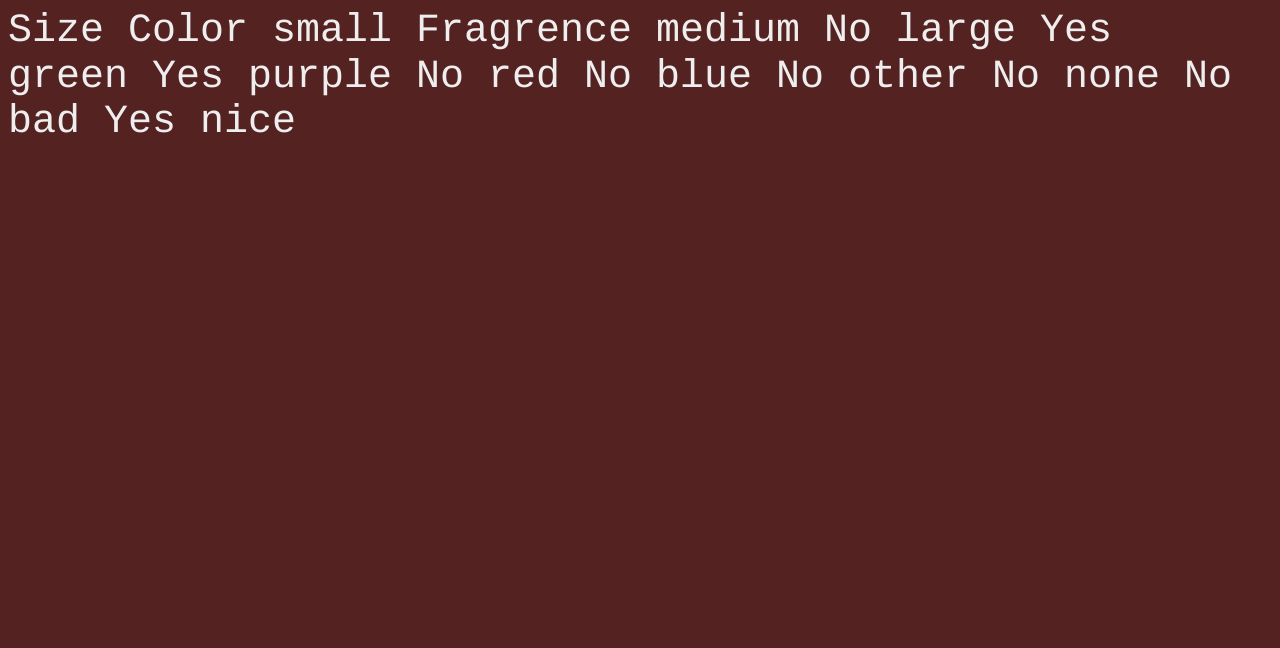 Size Color small Fragrence medium No large Yes
green Yes purple No red No blue No other No none No
bad Yes nice